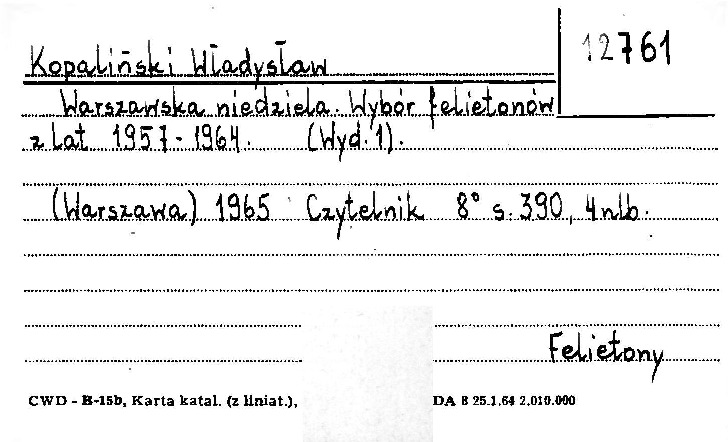 12761
Kopaliński Władysław
Warszawska niedziela. Wybór felietonów
z lat 1957-1964. (Wyd. 1).
(Warszawa) 1965 Czytelnik 8° s. 390, 4 nlb.
Felietony
CWD - B-15b, Karta katal. (z liniat.), DA B 25.1.64 2.010.000